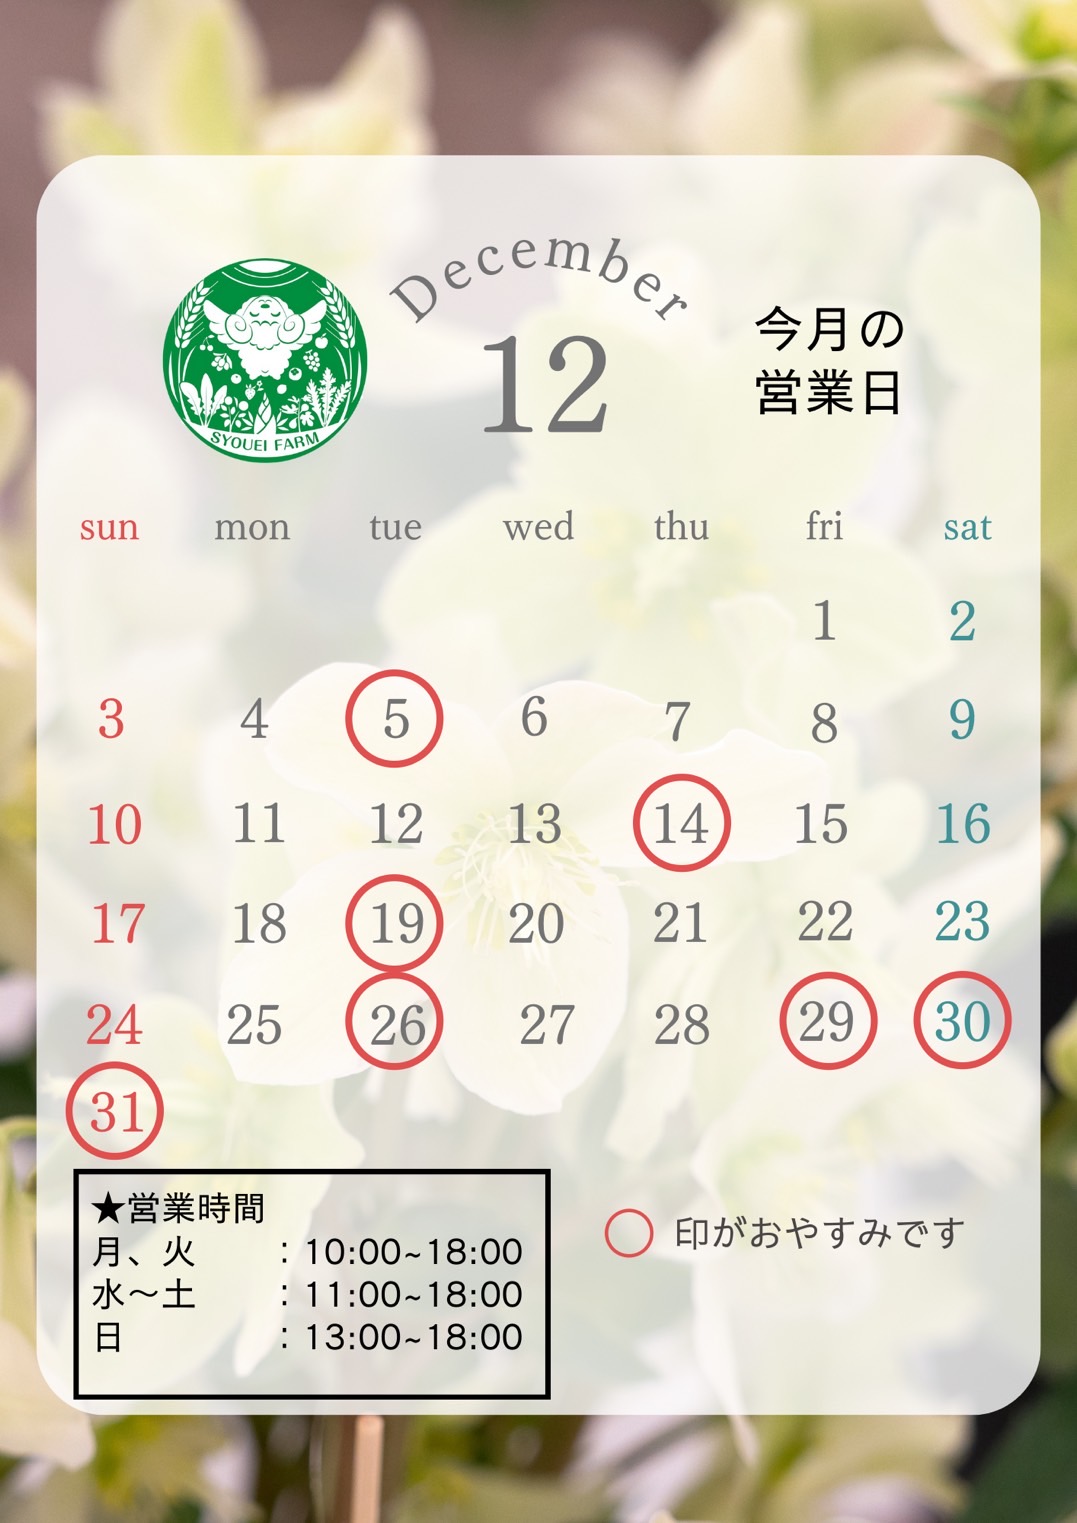 December
12
今月の
営業日
SYOUEI FARM
sun mon tue wed thu fri sat
1 2
3 4 5 6 7 8 9
10 11 12 13 14 15 16
17 18 19 20 21 22 23
24 25 26 27 28 29 30
31
★営業時間
月、火 : 10:00~18:00
水～土 : 11:00~18:00
日 : 13:00~18:00
印がおやすみです